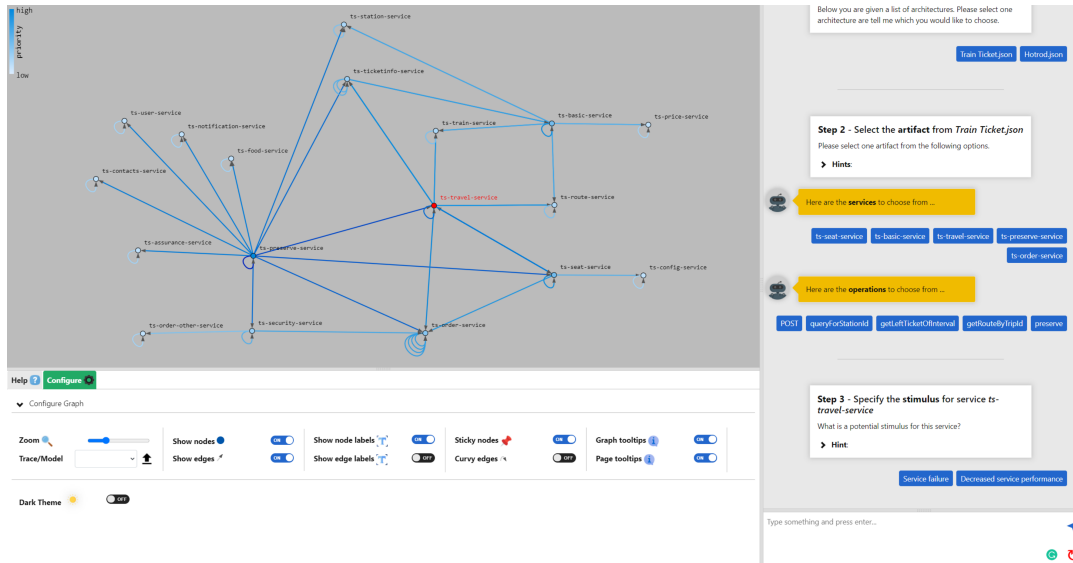 high
priority
low
ts-station-service
ts-ticketinfo-service
ts-user-service
ts-notification-service
ts-train-service
ts-basic-service
ts-price-service
ts-food-service
ts-contacts-service
ts-travel-service
ts-route-service
ts-assurance-service
ts-preserve-service
ts-seat-service
ts-config-service
ts-order-other-service
ts-security-service
ts-order-service
Help ?
Configure
Configure Graph
Zoom
Show nodes
ON
Show node labels
T
ON
Sticky nodes
ON
Graph tooltips
i
ON
Trace/Model
Show edges
ON
Show edge labels
T
OFF
Curvy edges
OFF
Page tooltips
i
ON
Dark Theme
OFF
Below you are given a list of architectures. Please select one
architecture are tell me which you would like to choose.
Train Ticket.json
Hotrod.json
Step 2 - Select the artifact from Train Ticket.json
Please select one artifact from the following options.
Hints:
Here are the services to choose from ...
ts-seat-service
ts-basic-service
ts-travel-service
ts-preserve-service
ts-order-service
Here are the operations to choose from ...
POST
queryForStationId
getLeftTicketOfInterval
getRouteByTripId
preserve
Step 3 - Specify the stimulus for service ts-
travel-service
What is a potential stimulus for this service?
Hint:
Service failure
Decreased service performance
Type something and press enter...